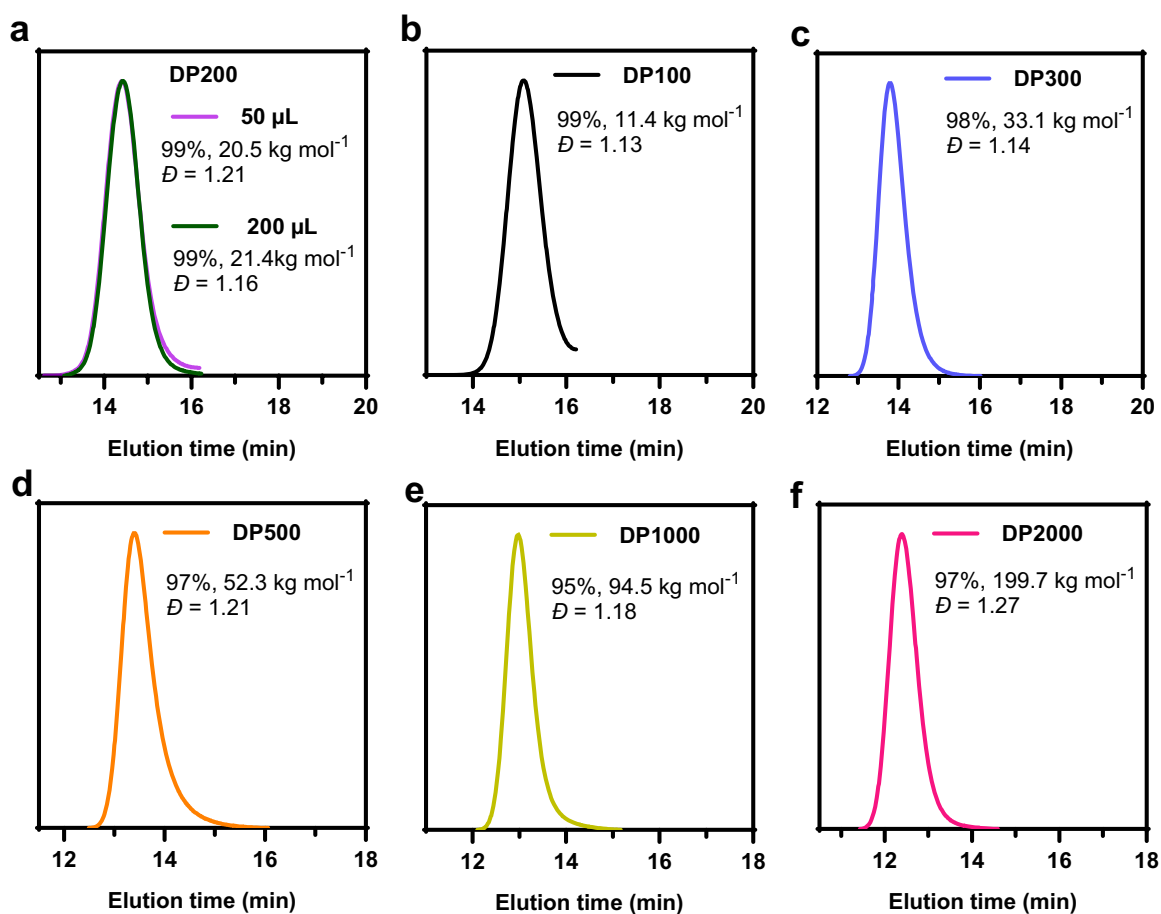 a
DP200
50 µL
99%, 20.5 kg mol⁻¹
Đ = 1.21
200 µL
99%, 21.4kg mol⁻¹
Đ = 1.16
14 16 18 20
Elution time (min)
b
DP100
99%, 11.4 kg mol⁻¹
Đ = 1.13
14 16 18 20
Elution time (min)
c
DP300
98%, 33.1 kg mol⁻¹
Đ = 1.14
12 14 16 18 20
Elution time (min)
d
DP500
97%, 52.3 kg mol⁻¹
Đ = 1.21
12 14 16 18
Elution time (min)
e
DP1000
95%, 94.5 kg mol⁻¹
Đ = 1.18
12 14 16 18
Elution time (min)
f
DP2000
97%, 199.7 kg mol⁻¹
Đ = 1.27
12 14 16 18
Elution time (min)